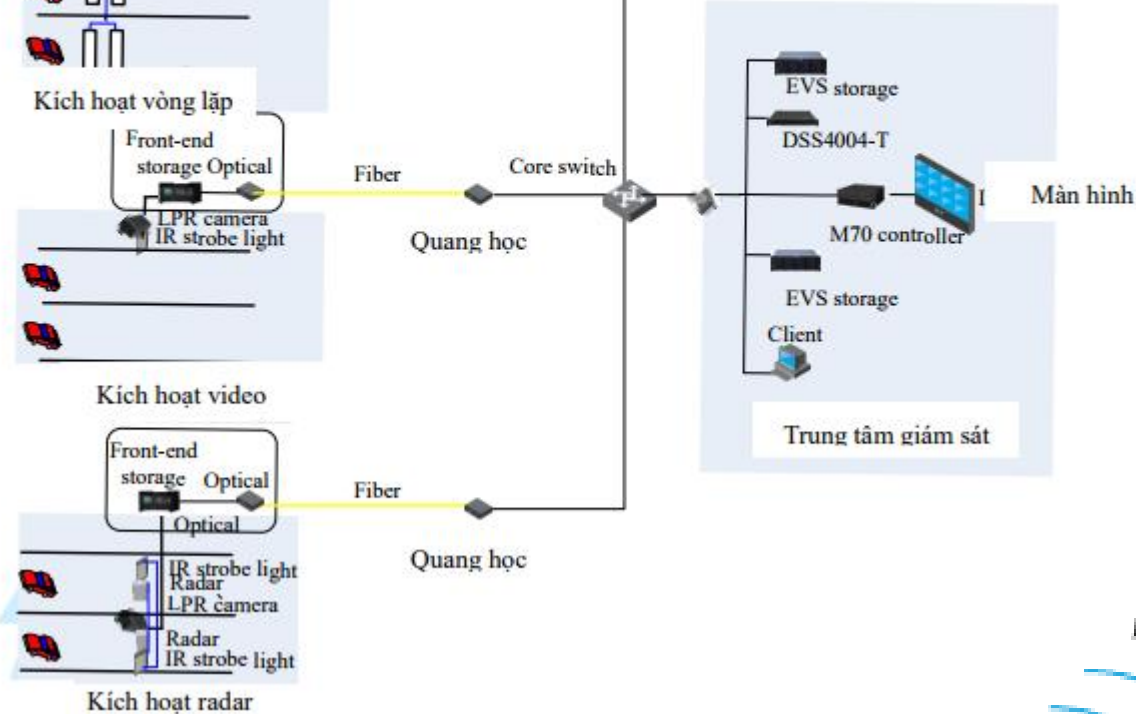 Kích hoạt vòng lặp
Front-end
storage Optical
LPR camera
IR strobe light
Fiber
Quang học
Core switch
Kích hoạt video
Front-end
storage Optical
Optical
Fiber
Quang học
IR strobe light
Radar
LPR camera
Radar
IR strobe light
Kích hoạt radar
EVS storage
DSS4004-T
M70 controller
Màn hình
EVS storage
Client
Trung tâm giám sát